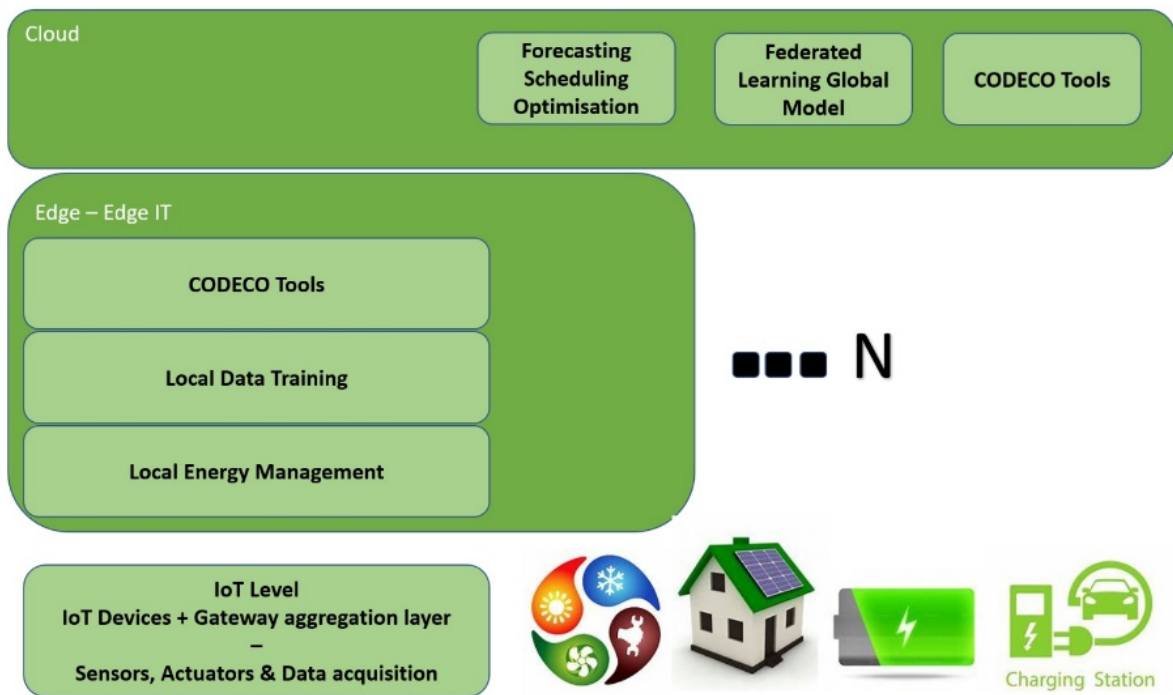 Cloud
Forecasting
Scheduling
Optimisation
Federated
Learning Global
Model
CODECO Tools
Edge – Edge IT
CODECO Tools
Local Data Training
Local Energy Management
N
IoT Level
IoT Devices + Gateway aggregation layer
–
Sensors, Actuators & Data acquisition
Charging Station